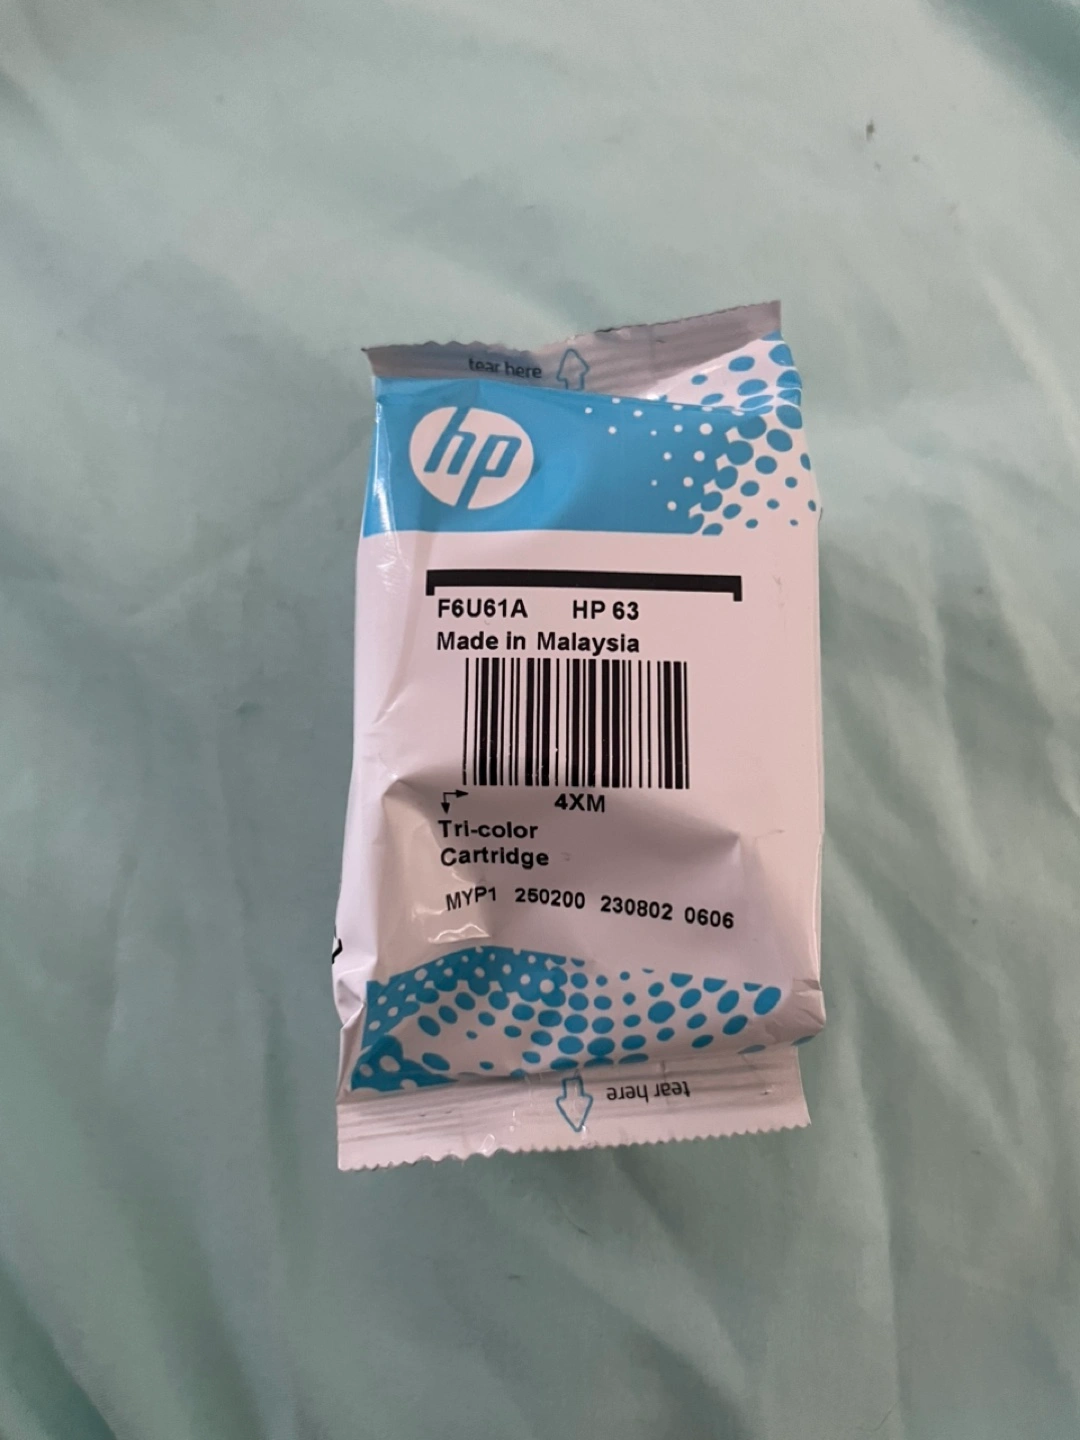 tear here
hp
F6U61A HP 63
Made in Malaysia
4XM
Tri-color
Cartridge
MYP1 250200 230802 0606
tear here